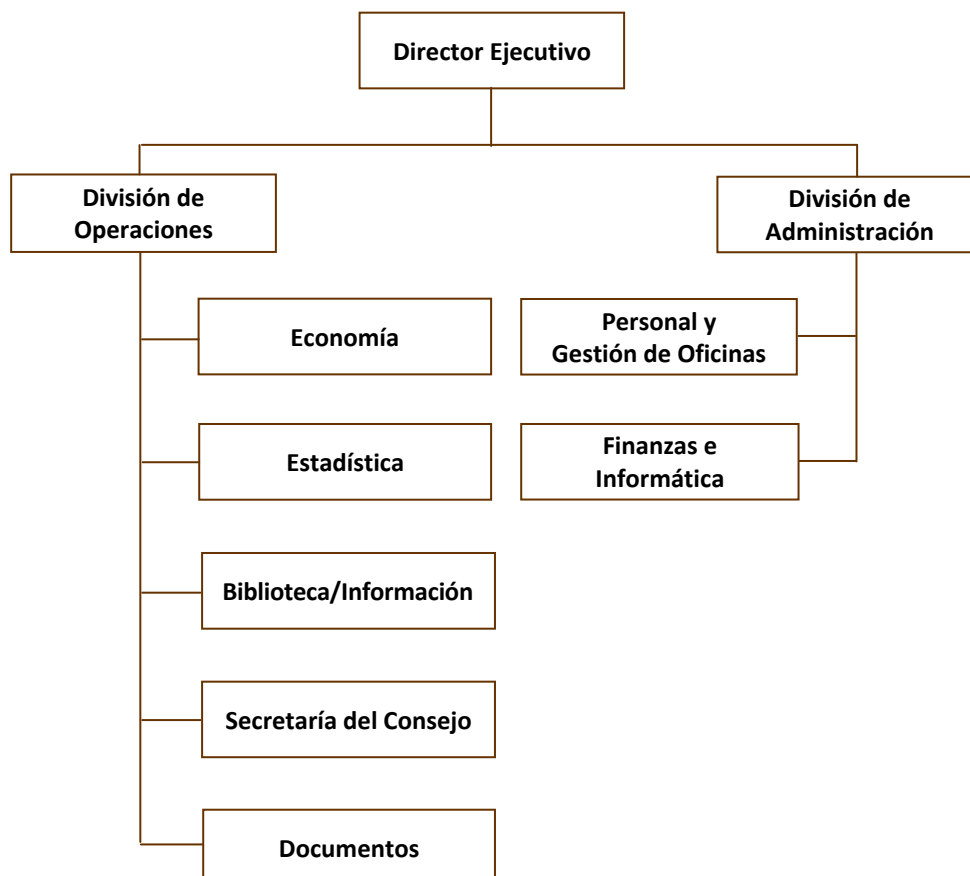 Director Ejecutivo
División de
Operaciones
División de
Administración
Economía
Personal y
Gestión de Oficinas
Estadística
Finanzas e
Informática
Biblioteca/Información
Secretaría del Consejo
Documentos